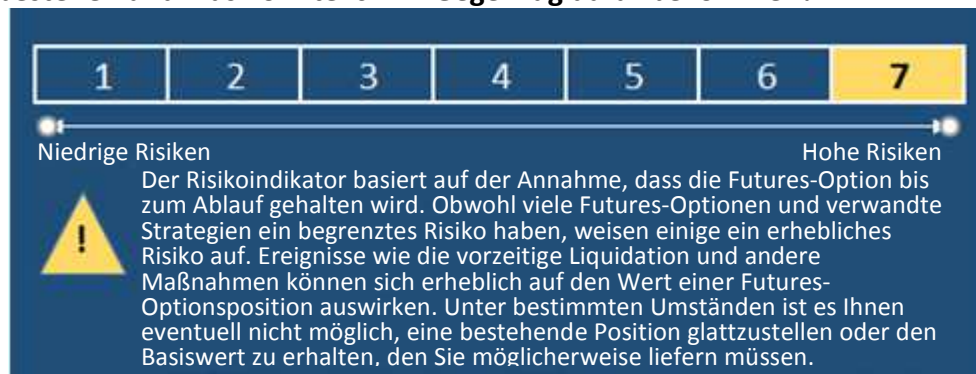 1 2 3 4 5 6 7
Niedrige Risiken Hohe Risiken
Der Risikoindikator basiert auf der Annahme, dass die Futures-Option bis
zum Ablauf gehalten wird. Obwohl viele Futures-Optionen und verwandte
! Strategien ein begrenztes Risiko haben, weisen einige ein erhebliches
Risiko auf. Ereignisse wie die vorzeitige Liquidation und andere
Maßnahmen können sich erheblich auf den Wert einer Futures-
Optionsposition auswirken. Unter bestimmten Umständen ist es Ihnen
eventuell nicht möglich, eine bestehende Position glattzustellen oder den
Basiswert zu erhalten, den Sie möglicherweise liefern müssen.